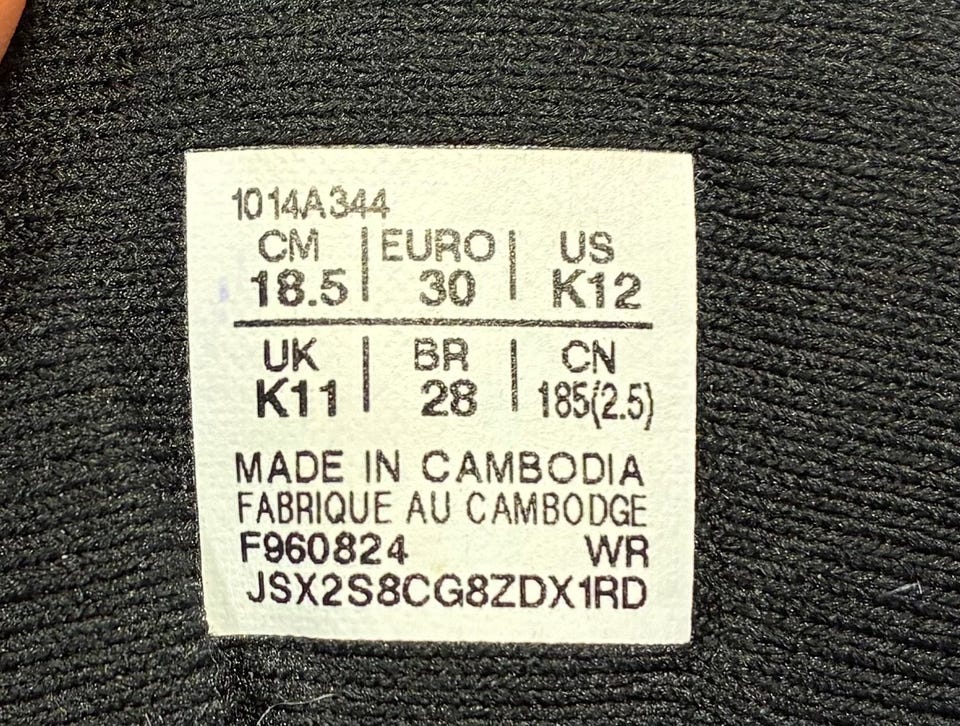 1014A344
CM | EURO | US
18.5 | 30 | K12
UK | BR | CN
K11 | 28 | 185(2.5)
MADE IN CAMBODIA
FABRIQUE AU CAMBODGE
F960824 WR
JSX2S8CG8ZDX1RD